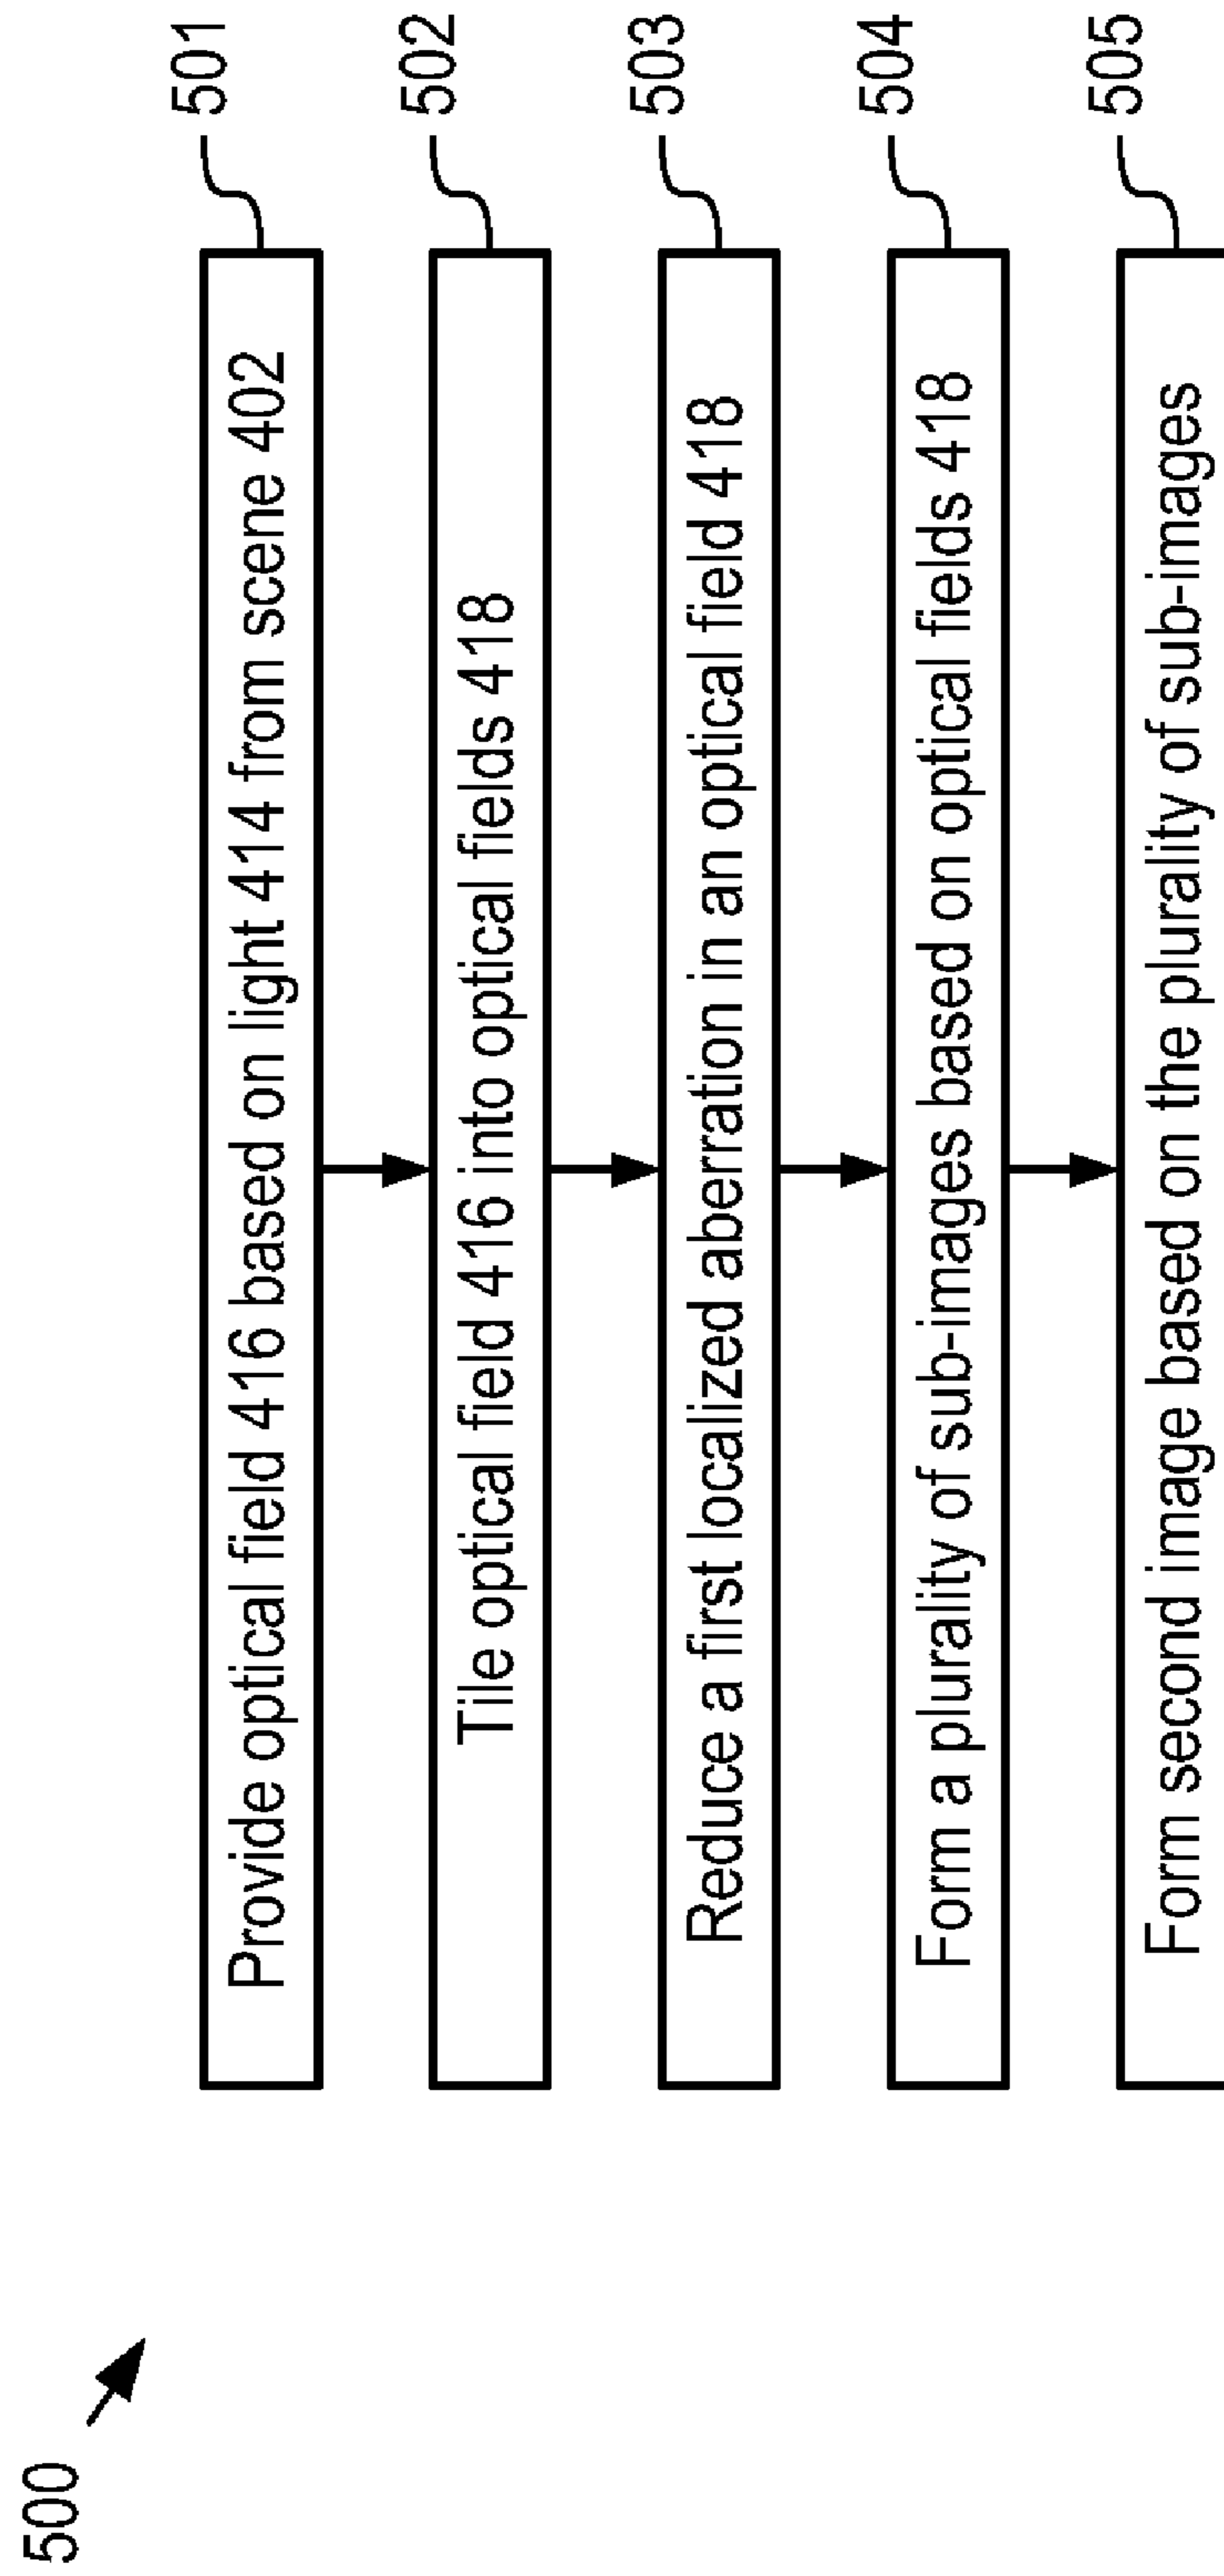 500
Provide optical field 416 based on light 414 from scene 402
501
Tile optical field 416 into optical fields 418
502
Reduce a first localized aberration in an optical field 418
503
Form a plurality of sub-images based on optical fields 418
504
Form second image based on the plurality of sub-images
505